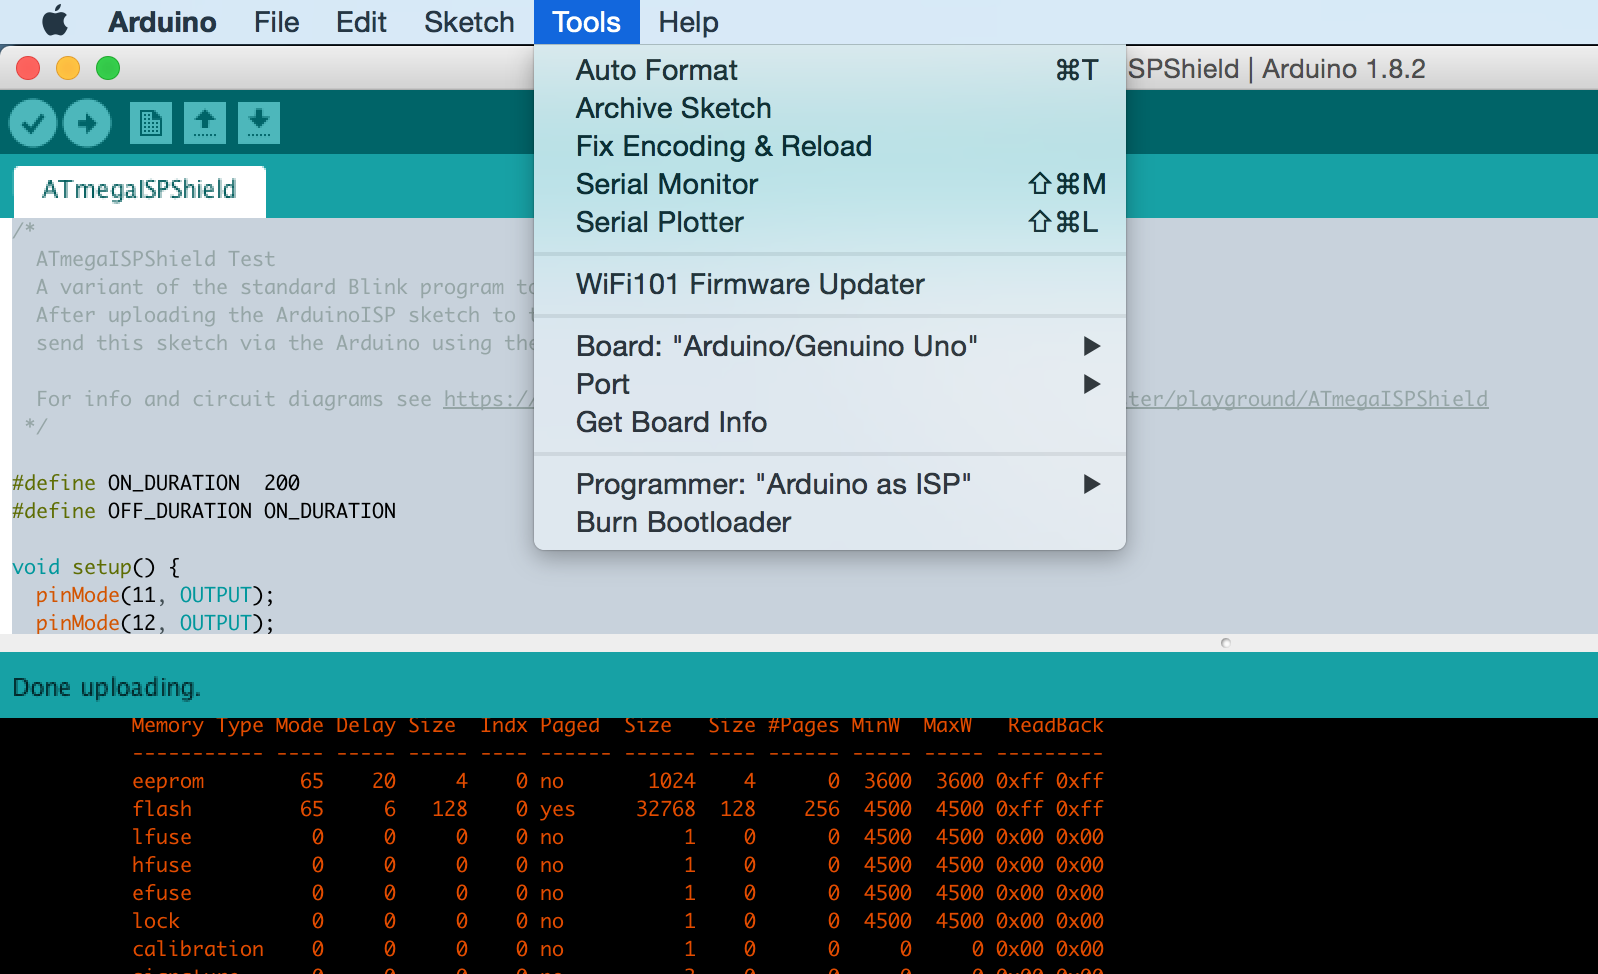 Arduino File Edit Sketch Tools Help
SPShield | Arduino 1.8.2
Auto Format ⌘T
Archive Sketch
Fix Encoding & Reload
Serial Monitor ⇧⌘M
Serial Plotter ⇧⌘L
WiFi101 Firmware Updater
Board: "Arduino/Genuino Uno" ▶
Port ▶
Get Board Info
Programmer: "Arduino as ISP" ▶
Burn Bootloader
ATmegaISPShield
/*
ATmegaISPShield Test
A variant of the standard Blink program to
After uploading the ArduinoISP sketch to
send this sketch via the Arduino using the
For info and circuit diagrams see https:/ ter/playground/ATmegaISPShield
*/
#define ON_DURATION 200
#define OFF_DURATION ON_DURATION
void setup() {
pinMode(11, OUTPUT);
pinMode(12, OUTPUT);
Done uploading.
Memory Type Mode Delay Size Indx Paged Size Size #Pages MinW MaxW ReadBack
----------- ---- ----- ----- ---- ------ ------ ---- ------ ----- ----- ---------
eeprom 65 20 4 0 no 1024 4 0 3600 3600 0xff 0xff
flash 65 6 128 0 yes 32768 128 256 4500 4500 0xff 0xff
lfuse 0 0 0 0 no 1 0 0 4500 4500 0x00 0x00
hfuse 0 0 0 0 no 1 0 0 4500 4500 0x00 0x00
efuse 0 0 0 0 no 1 0 0 4500 4500 0x00 0x00
lock 0 0 0 0 no 1 0 0 4500 4500 0x00 0x00
calibration 0 0 0 0 no 1 0 0 0 0 0x00 0x00